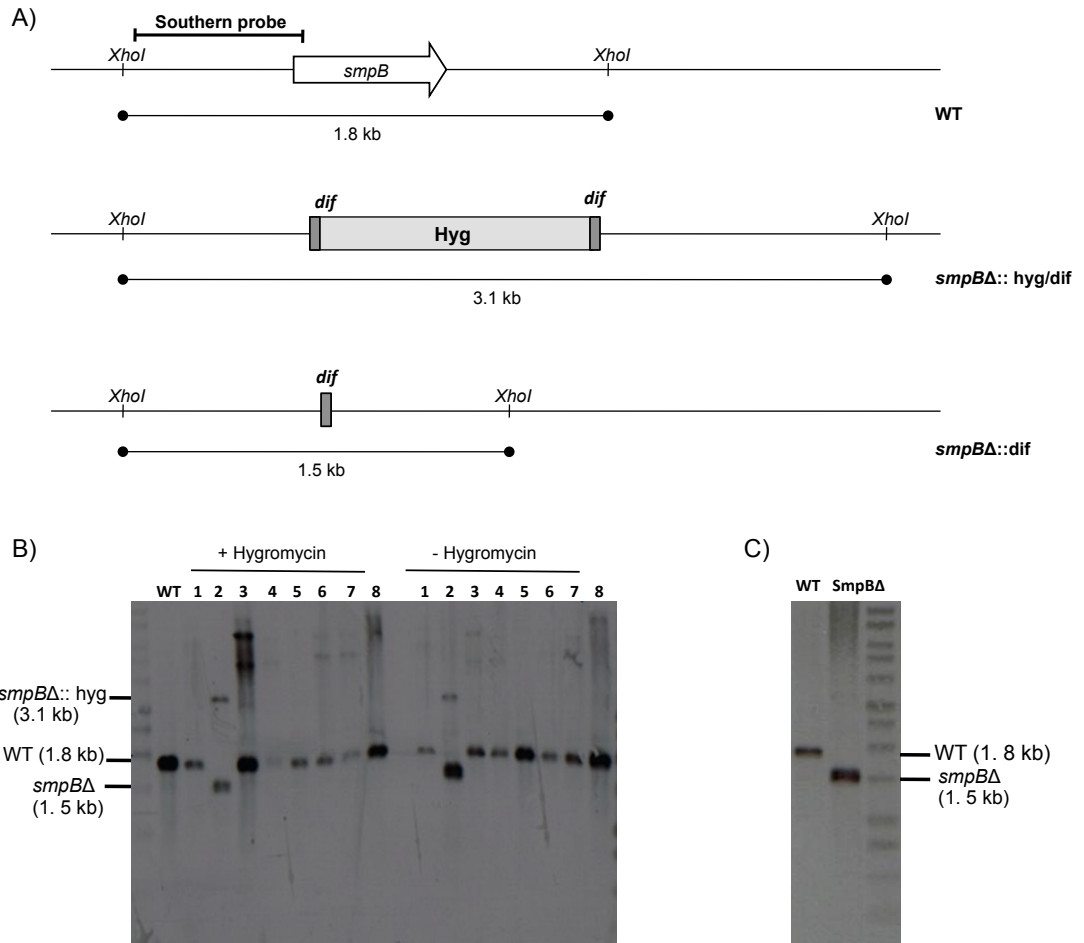 A)
Southern probe
XhoI
XhoI
smpB
1.8 kb
WT
dif
dif
XhoI
XhoI
Hyg
3.1 kb
smpBΔ:: hyg/dif
dif
XhoI
XhoI
1.5 kb
smpBΔ::dif
B)
+ Hygromycin
- Hygromycin
WT 1 2 3 4 5 6 7 8 1 2 3 4 5 6 7 8
smpBΔ:: hyg
(3.1 kb)
WT (1.8 kb)
smpBΔ
(1. 5 kb)
C)
WT SmpBΔ
WT (1. 8 kb)
smpBΔ
(1. 5 kb)